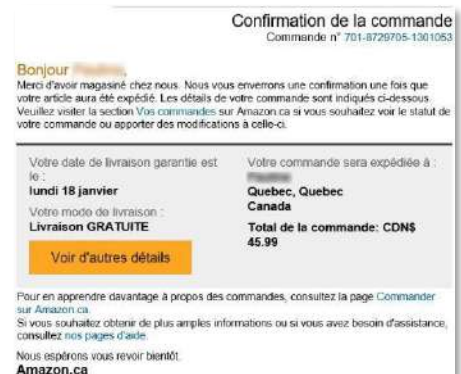 Confirmation de la commande
Commande n° 701-8729705-1301053
Bonjour
Merci d'avoir magasiné chez nous. Nous vous enverrons une confirmation une fois que
votre article aura été expédié. Les détails de votre commande sont indiqués ci-dessous.
Veuillez visiter la section Vos commandes sur Amazon.ca si vous souhaitez voir le statut de
votre commande ou apporter des modifications à celle-ci.
Votre date de livraison garantie est
le :
lundi 18 janvier
Votre mode de livraison :
Livraison GRATUITE
Voir d'autres détails
Votre commande sera expédiée à :
Quebec, Quebec
Canada
Total de la commande: CDN$
45.99
Pour en apprendre davantage à propos des commandes, consultez la page Commander
sur Amazon.ca.
Si vous souhaitez obtenir de plus amples informations ou si vous avez besoin d'assistance,
consultez nos pages d'aide.
Nous espérons vous revoir bientôt.
Amazon.ca